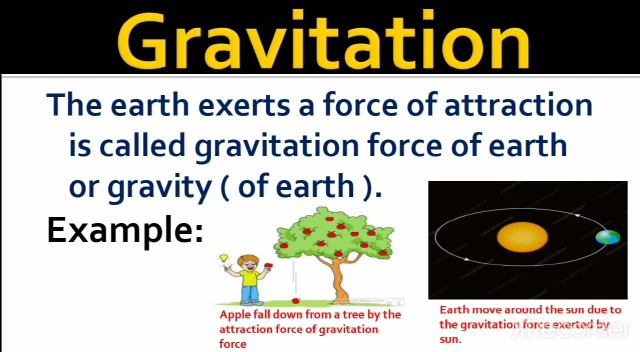 Gravitation
The earth exerts a force of attraction
is called gravitation force of earth
or gravity ( of earth ).
Example:
Apple fall down from a tree by the
attraction force of gravitation
force
Earth move around the sun due to
the gravitation force exerted by
sun.
XRecorder